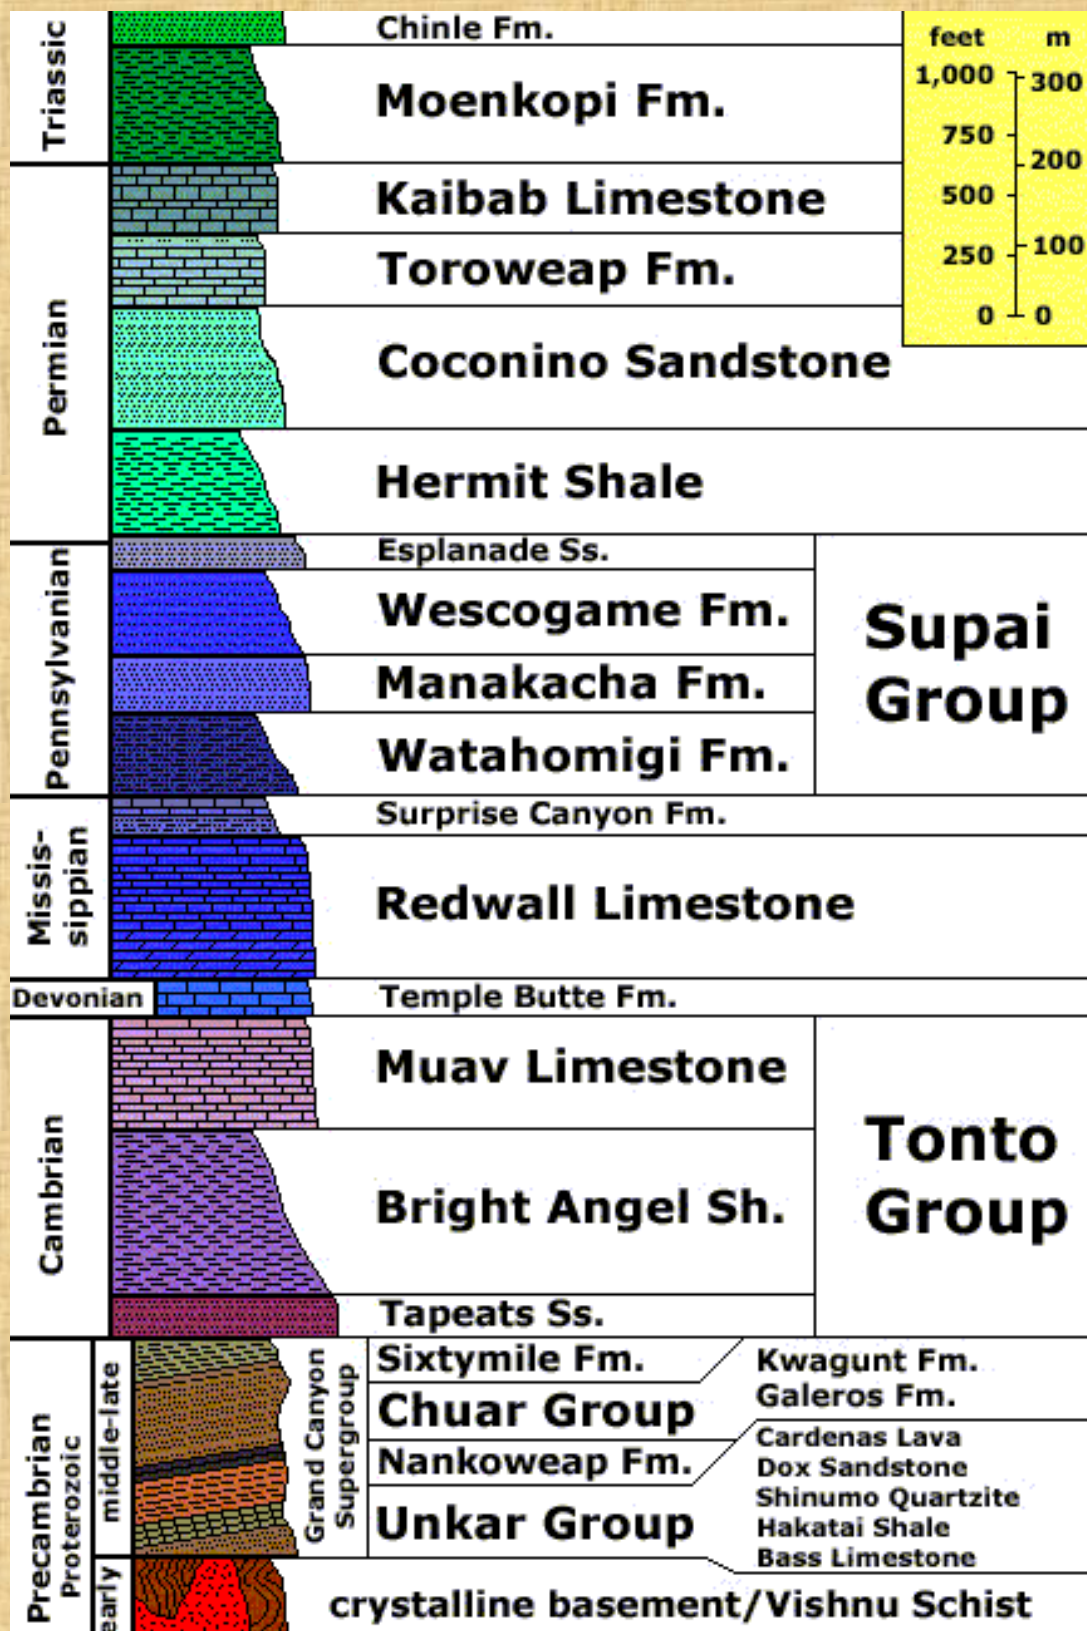 Triassic
Chinle Fm.
Moenkopi Fm.
feet m
1,000 300
750
200
500
250 100
0 0
Permian
Kaibab Limestone
Toroweap Fm.
Coconino Sandstone
Hermit Shale
Pennsylvanian
Esplanade Ss.
Wescogame Fm.
Manakacha Fm.
Watahomigi Fm.
Supai
Group
Missis-
sippian
Surprise Canyon Fm.
Redwall Limestone
Devonian
Temple Butte Fm.
Cambrian
Muav Limestone
Bright Angel Sh.
Tapeats Ss.
Tonto
Group
Precambrian
Proterozoic
middle-late
Grand Canyon
Supergroup
Sixtymile Fm.
Chuar Group
Nankoweap Fm.
Unkar Group
Kwagunt Fm.
Galeros Fm.
Cardenas Lava
Dox Sandstone
Shinumo Quartzite
Hakatai Shale
Bass Limestone
early
crystalline basement/Vishnu Schist